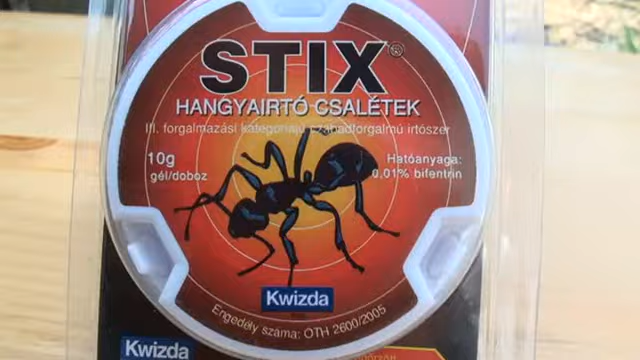 STIX®
HANGYAIRTÓ CSALÉTEK
III. forgalmazási kategóriájú szabadforgalmú irtószer
10g
gél/doboz
Hatóanyaga:
0,01% bifentrin
Kwizda
Engedély száma: OTH 2600/2005
Kwizda